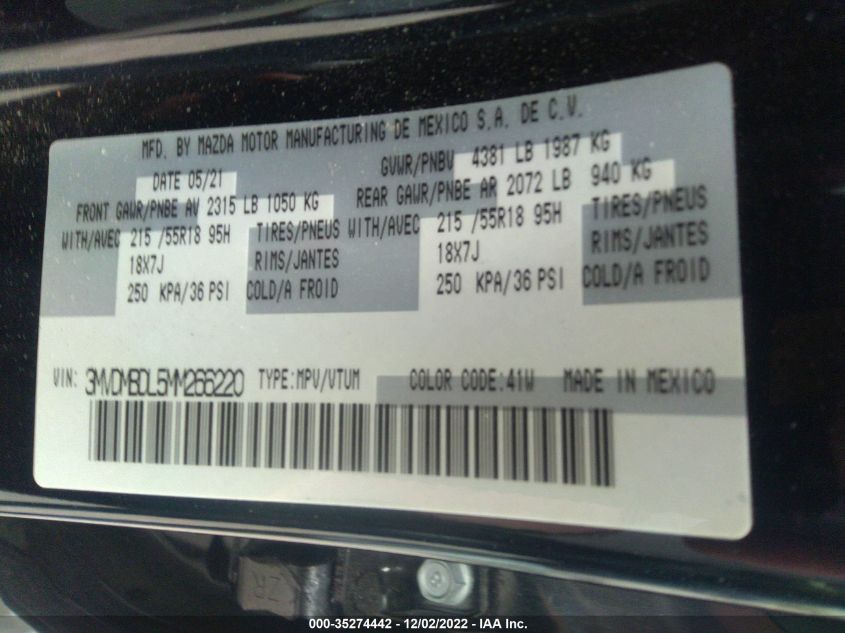 MFD. BY MAZDA MOTOR MANUFACTURING DE MEXICO S.A. DE C.V.
DATE 05/21 GVWR/PNBV 4381 LB 1987 KG
FRONT GAWR/PNBE AV 2315 LB 1050 KG REAR GAWR/PNBE AR 2072 LB 940 KG
WITH/AVEC 215 /55R18 95H TIRES/PNEUS WITH/AVEC 215 /55R18 95H TIRES/PNEUS
18X7J RIMS/JANTES 18X7J RIMS/JANTES
250 KPA/36 PSI COLD/A FROID 250 KPA/36 PSI COLD/A FROID
VIN: 3MVDMBDL5MM266220 TYPE:MPV/VTUM COLOR CODE:41W MADE IN MEXICO
ZR
000-35274442 - 12/02/2022 - IAA Inc.